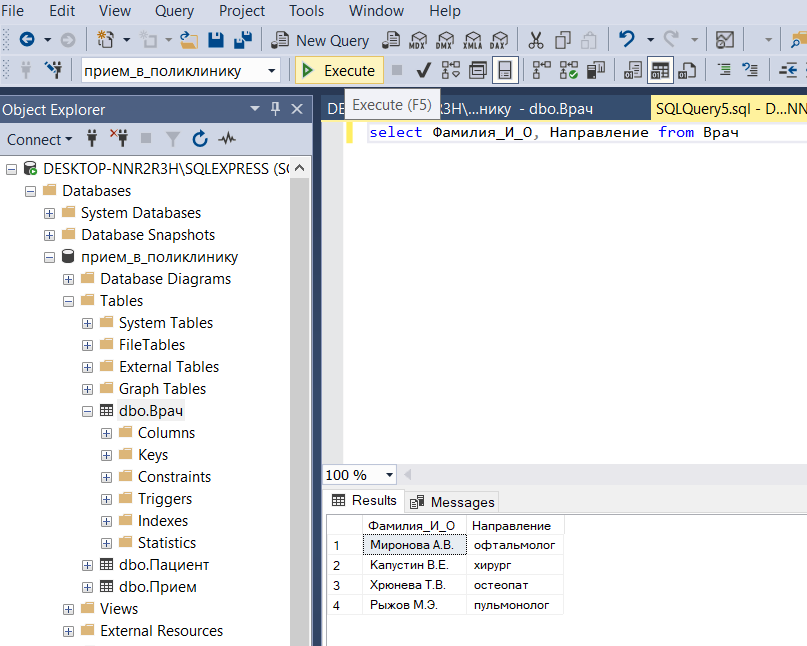 File Edit View Query Project Tools Window Help
New Query MDX DMX XMLA DAX
прием_в_поликлинику Execute
Object Explorer
Execute (F5)
DE ЗН\...нику - dbo.Врач SQLQuery5.sql - D...NN
Connect
select Фамилия_И_О, Направление from Врач
DESKTOP-NNR2R3H\SQLEXPRESS (SC
Databases
System Databases
Database Snapshots
прием_в_поликлинику
Database Diagrams
Tables
System Tables
FileTables
External Tables
Graph Tables
dbo.Врач
Columns
Keys
Constraints
Triggers
Indexes
Statistics
dbo.Пациент
dbo.Прием
Views
External Resources
100 %
Results Messages
Фамилия_И_О Направление
1 Миронова А.В. офтальмолог
2 Капустин В.Е. хирург
3 Хрюнева Т.В. остеопат
4 Рыжов М.Э. пульмонолог